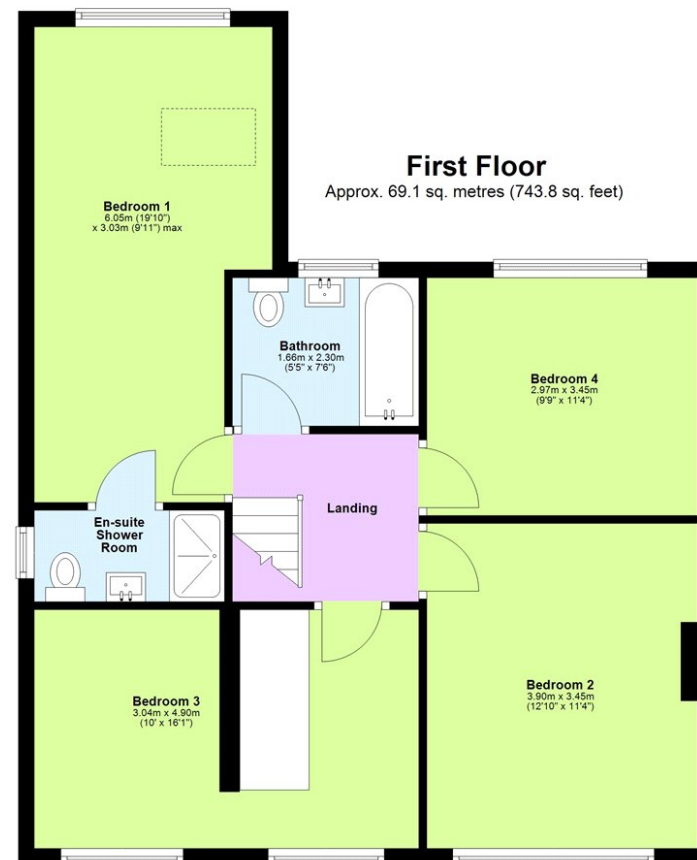 First Floor
Approx. 69.1 sq. metres (743.8 sq. feet)
Bedroom 1
6.05m (19'10")
x 3.03m (9'11") max
Bathroom
1.66m x 2.30m
(5'5" x 7'6")
Bedroom 4
2.97m x 3.45m
(9'9" x 11'4")
Landing
En-suite
Shower
Room
Bedroom 3
3.04m x 4.90m
(10' x 16'1")
Bedroom 2
3.90m x 3.45m
(12'10" x 11'4")